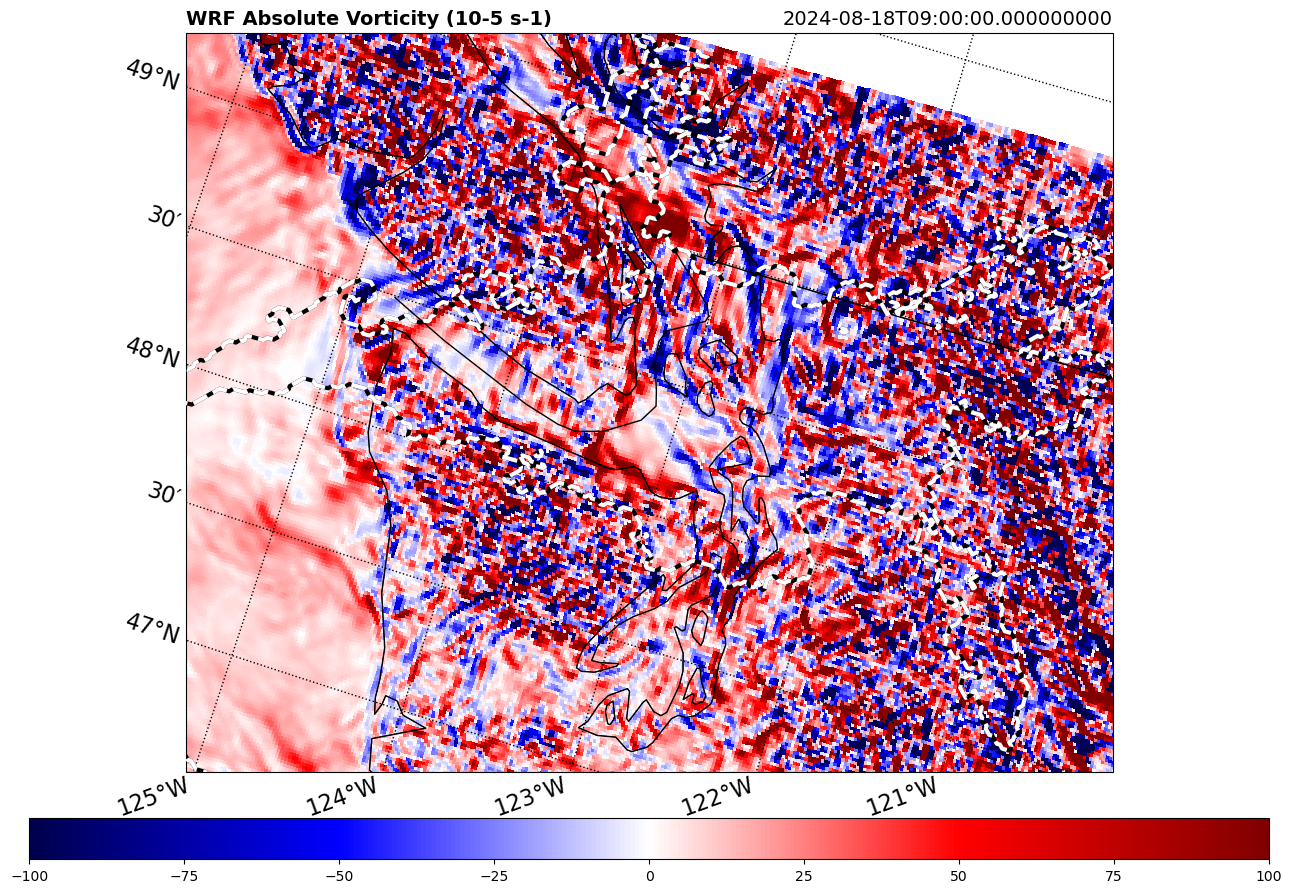 WRF Absolute Vorticity (10-5 s-1)
2024-08-18T09:00:00.000000000
49°N
30′
48°N
30′
47°N
125°W
124°W
123°W
122°W
121°W
−100
−75
−50
−25
0
25
50
75
100